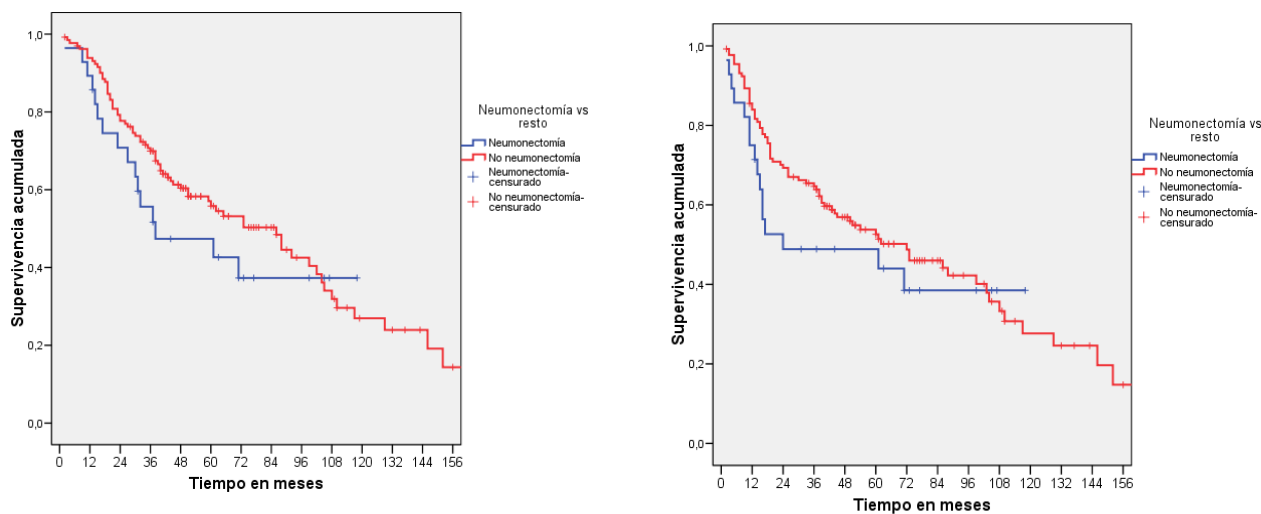 Supervivencia acumulada
1,0
0,8
0,6
0,4
0,2
0,0
0 12 24 36 48 60 72 84 96 108 120 132 144 156
Tiempo en meses
Neumonectomía vs
resto
Neumonectomía
No neumonectomía
Neumonectomía-
censurado
No neumonectomía-
censurado
Supervivencia acumulada
1,0
0,8
0,6
0,4
0,2
0,0
0 12 24 36 48 60 72 84 96 108 120 132 144 156
Tiempo en meses
Neumonectomía vs
resto
Neumonectomía
No neumonectomía
Neumonectomía-
censurado
No neumonectomía-
censurado